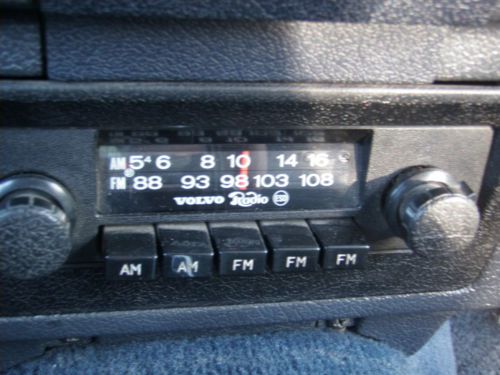 AM 5⁴ 6 8 10 14 16
FM 88 93 98 103 108
VOLVO Radio
AM AM FM FM FM